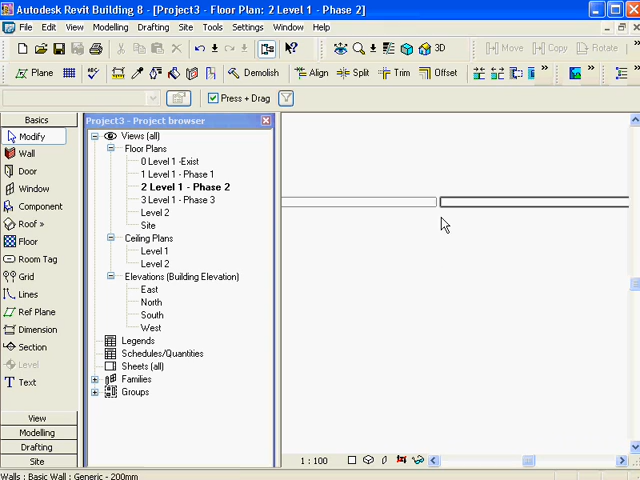 Autodesk Revit Building 8 - [Project3 - Floor Plan: 2 Level 1 - Phase 2]
File Edit View Modelling Drafting Site Tools Settings Window Help
3D Move Copy Rotate
Plane Demolish Align Split Trim Offset
Press + Drag
Basics
Modify
Wall
Door
Window
Component
Roof »
Floor
Room Tag
Grid
Lines
Ref Plane
Dimension
Section
Level
Text
View
Modelling
Drafting
Site
Project3 - Project browser
Views (all)
Floor Plans
0 Level 1 -Exist
1 Level 1 - Phase 1
2 Level 1 - Phase 2
3 Level 1 - Phase 3
Level 2
Site
Ceiling Plans
Level 1
Level 2
Elevations (Building Elevation)
East
North
South
West
Legends
Schedules/Quantities
Sheets (all)
Families
Groups
1 : 100
Walls : Basic Wall : Generic - 200mm